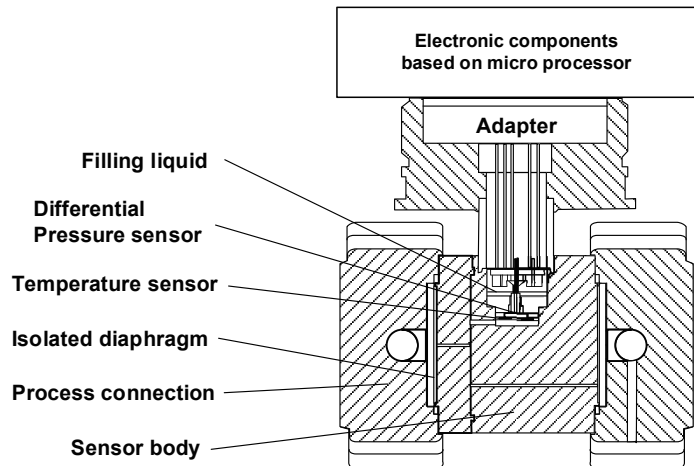 Electronic components
based on micro processor
Adapter
Filling liquid
Differential
Pressure sensor
Temperature sensor
Isolated diaphragm
Process connection
Sensor body